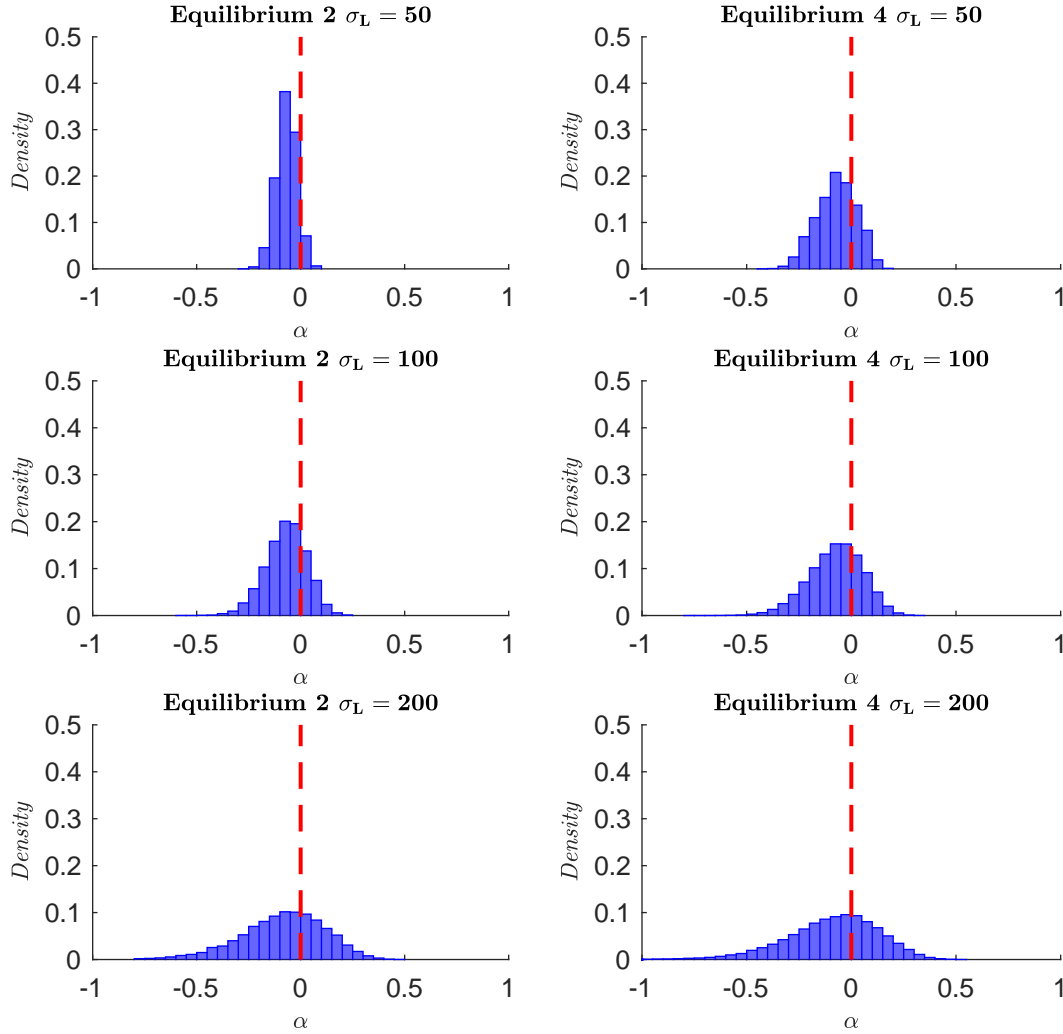 Equilibrium 2 σL = 50
0.5
0.4
0.3
0.2
0.1
0
Density
-1 -0.5 0 0.5 1
α
Equilibrium 4 σL = 50
0.5
0.4
0.3
0.2
0.1
0
Density
-1 -0.5 0 0.5 1
α
Equilibrium 2 σL = 100
0.5
0.4
0.3
0.2
0.1
0
Density
-1 -0.5 0 0.5 1
α
Equilibrium 4 σL = 100
0.5
0.4
0.3
0.2
0.1
0
Density
-1 -0.5 0 0.5 1
α
Equilibrium 2 σL = 200
0.5
0.4
0.3
0.2
0.1
0
Density
-1 -0.5 0 0.5 1
α
Equilibrium 4 σL = 200
0.5
0.4
0.3
0.2
0.1
0
Density
-1 -0.5 0 0.5 1
α